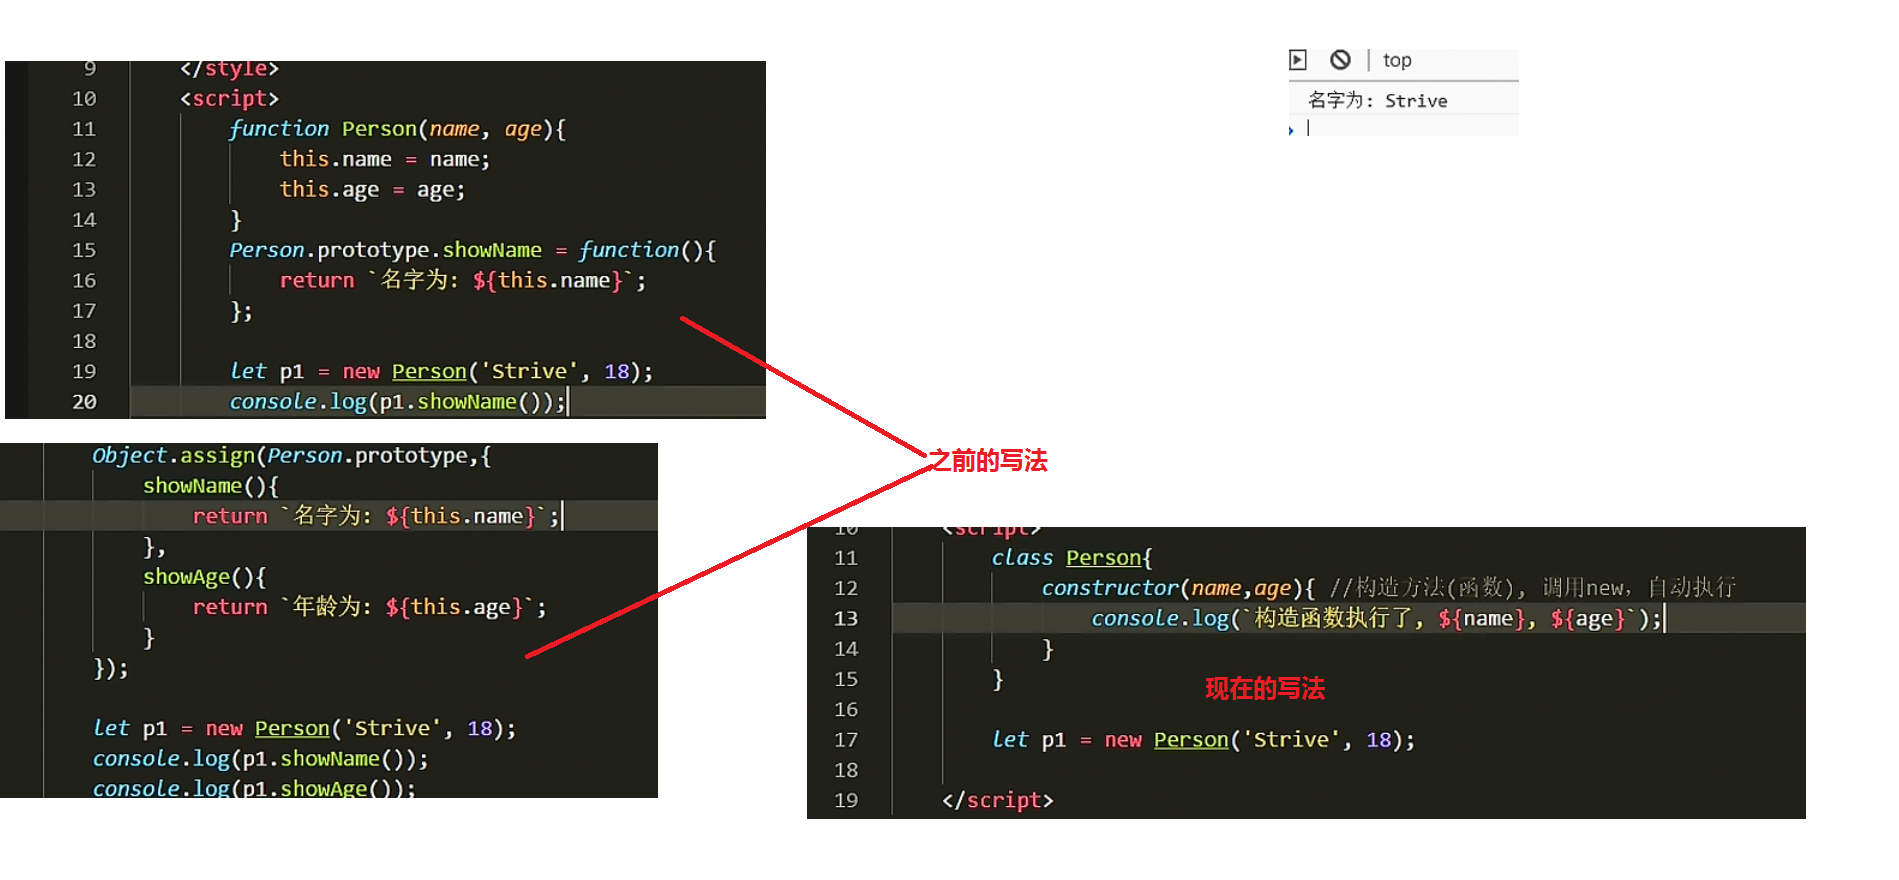 9 </style>
10 <script>
11 function Person(name, age){
12 this.name = name;
13 this.age = age;
14 }
15 Person.prototype.showName = function(){
16 return `名字为: ${this.name}`;
17 };
18
19 let p1 = new Person('Strive', 18);
20 console.log(p1.showName());
top
名字为: Strive
Object.assign(Person.prototype,{
showName(){
return `名字为: ${this.name}`;
},
showAge(){
return `年龄为: ${this.age}`;
}
});
let p1 = new Person('Strive', 18);
console.log(p1.showName());
console.log(p1.showAge());
之前的写法
10 <script>
11 class Person{
12 constructor(name,age){ //构造方法(函数), 调用new, 自动执行
13 console.log(`构造函数执行了, ${name}, ${age}`);
14 }
15 }
16
17 let p1 = new Person('Strive', 18);
18
19 </script>
现在的写法